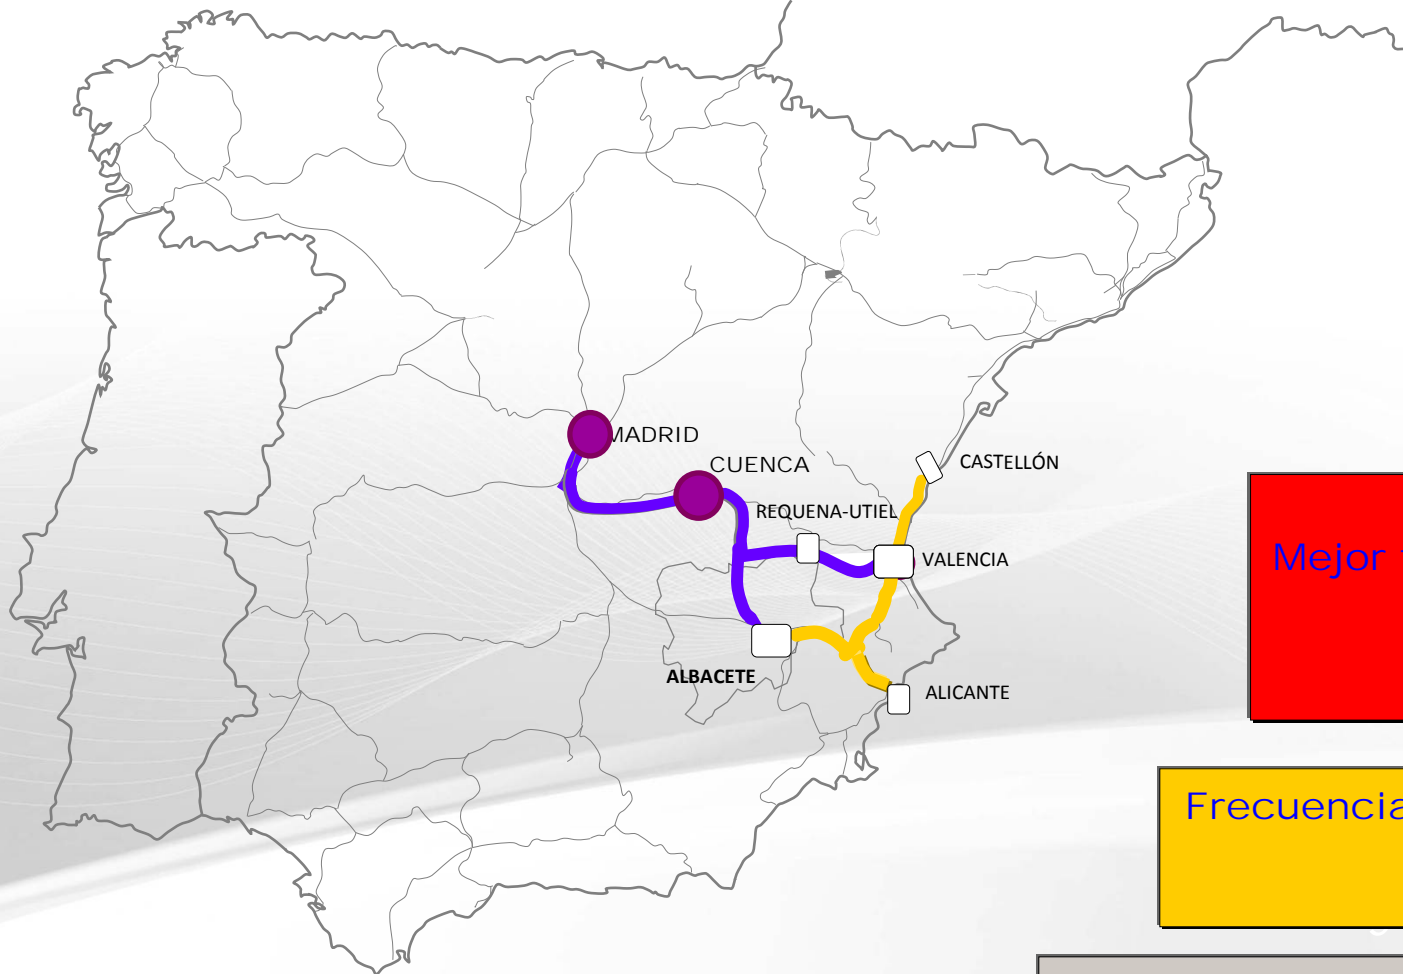 MADRID
CUENCA
CASTELLÓN
REQUENA-UTIEL
VALENCIA
ALBACETE
ALICANTE
Mejor
Frecuencia